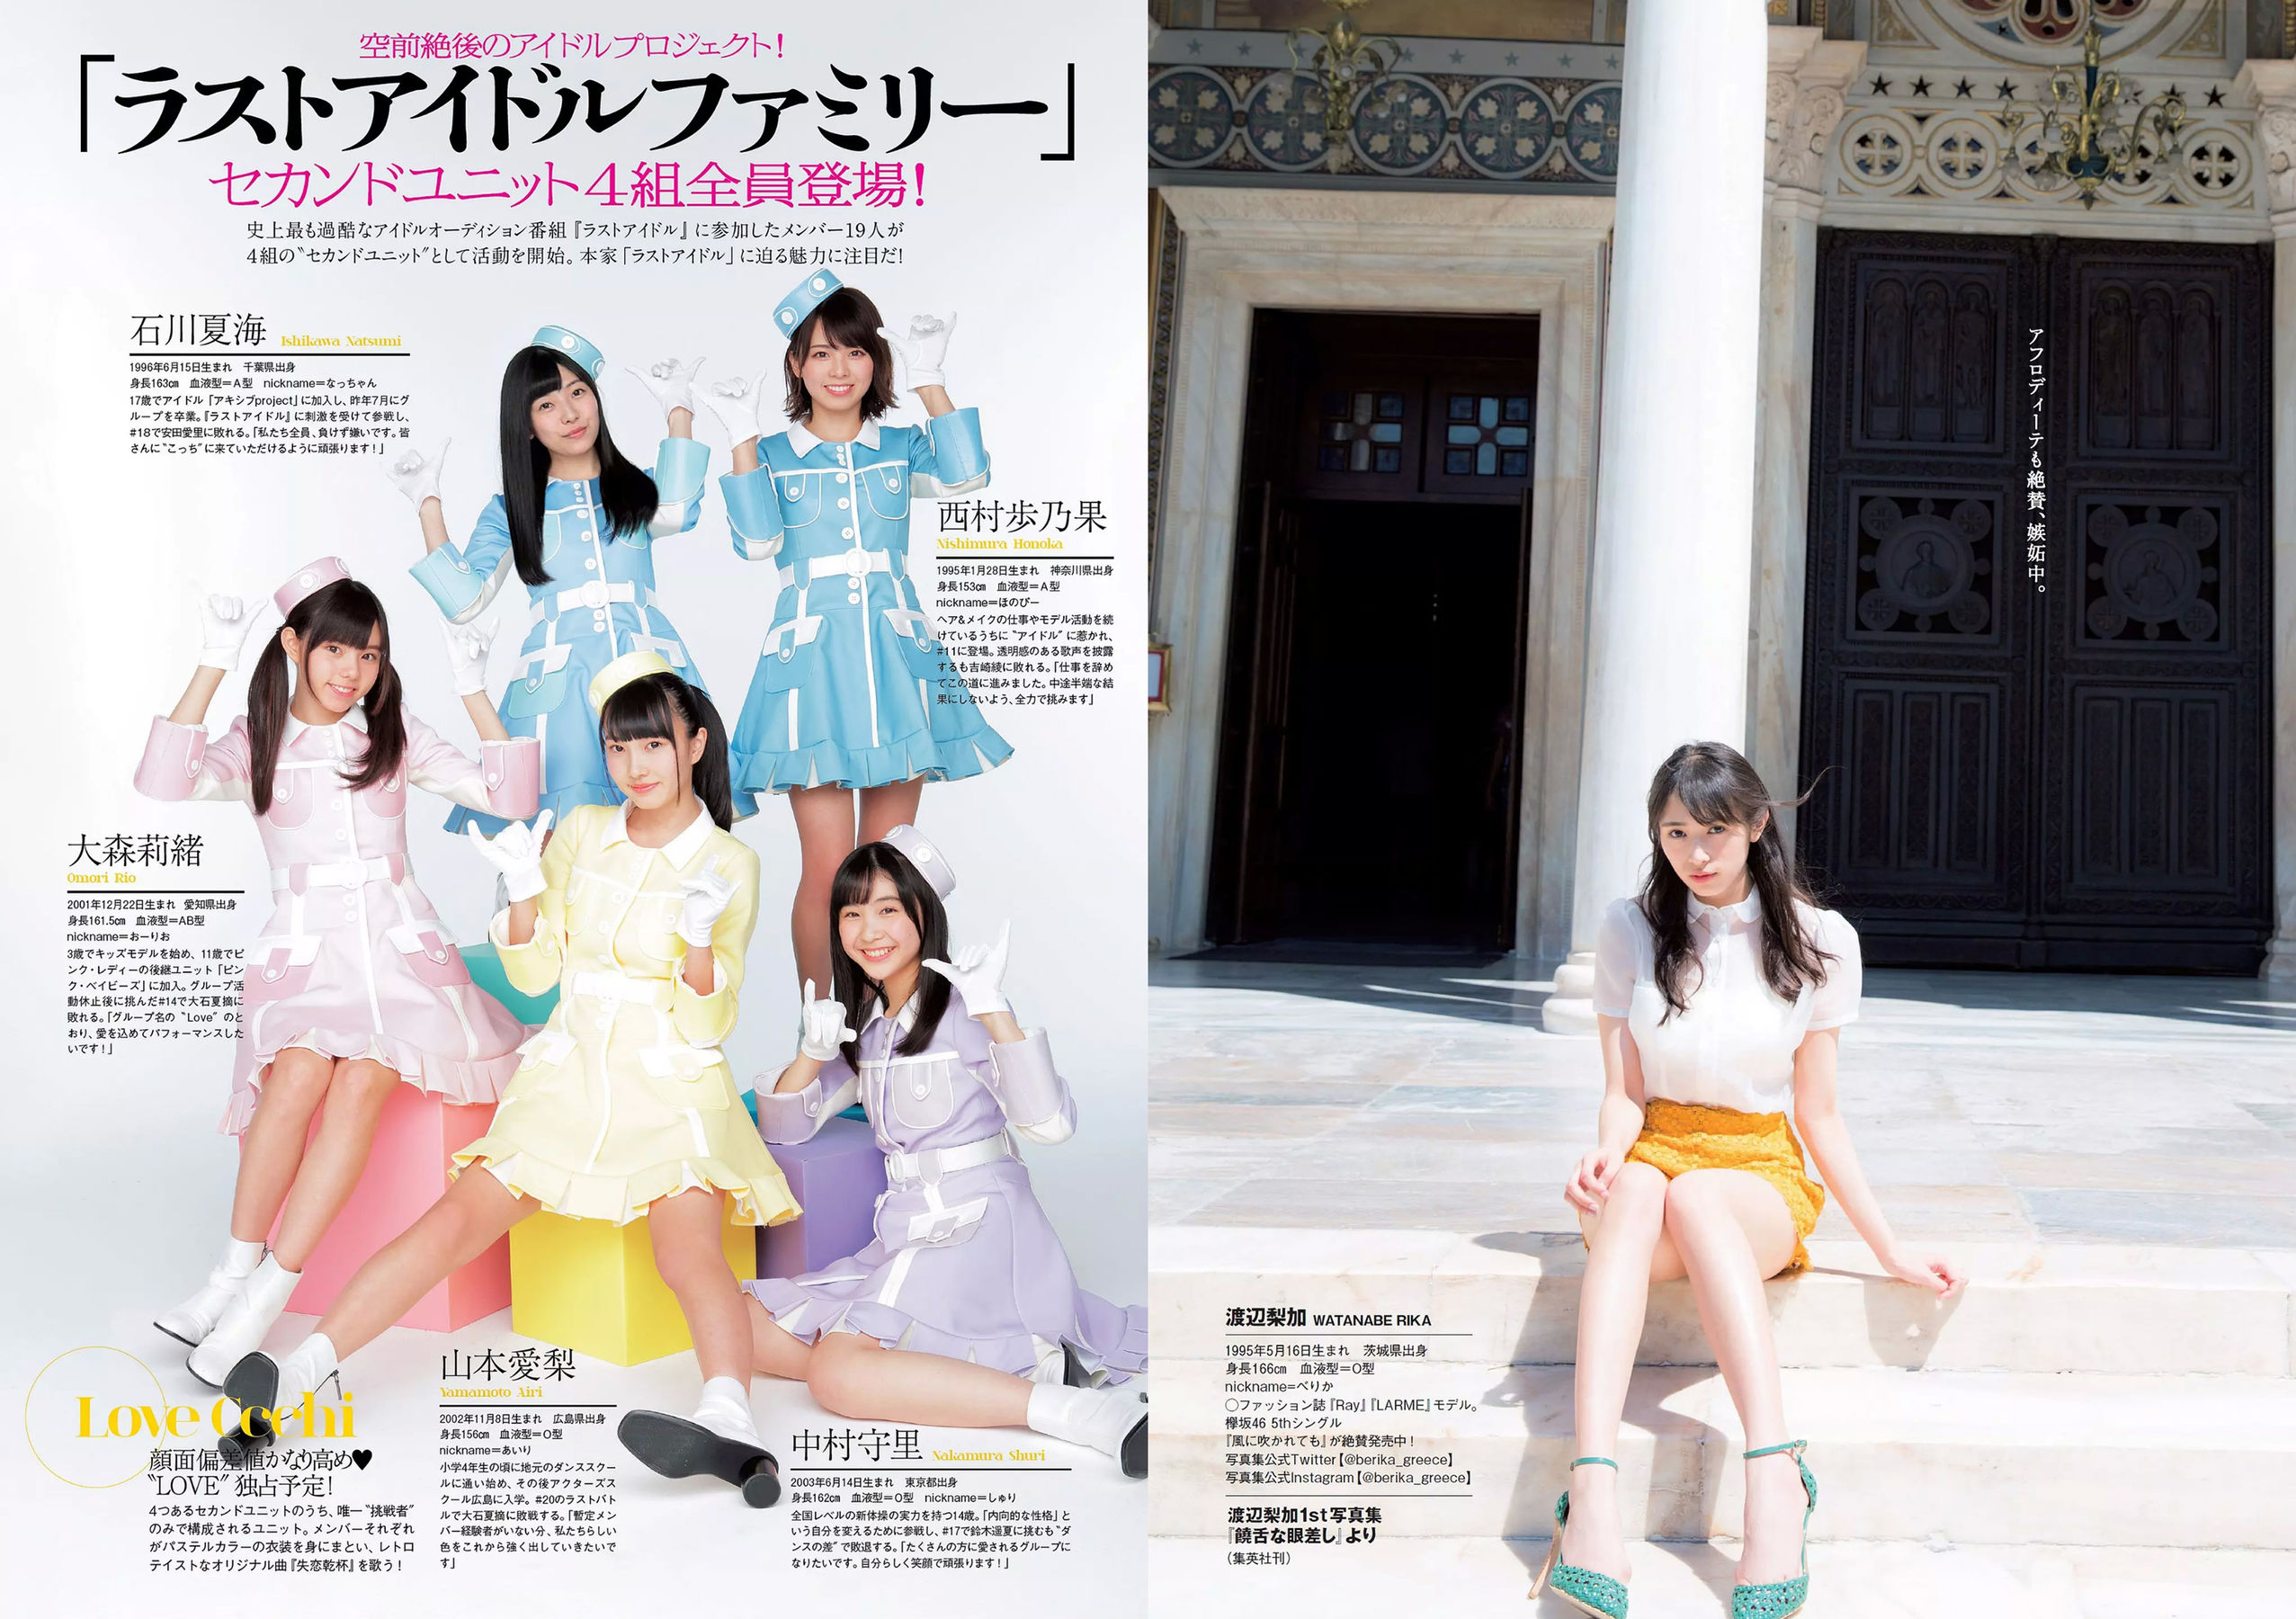 空前絶後のアイドルプロジェクト!
「ラストアイドルファミリー」
セカンドユニット4組全員登場!
史上最も過酷なアイドルオーディション番組『ラストアイドル』に参加したメンバー19人が
4組の〝セカンドユニット〟として活動を開始。本家「ラストアイドル」に迫る魅力に注目だ!
石川夏海 Ishikawa Natsumi
1996年6月15日生まれ 千葉県出身
身長163㎝ 血液型=A型 nickname=なっちゃん
17歳でアイドル「アキシブproject」に加入し、昨年7月にグ
ループを卒業。『ラストアイドル』に刺激を受けて参戦し、
#18で安田愛里に敗れる。「私たち全員、負けず嫌いです。皆
さんに〝こっち〟に来ていただけるように頑張ります!」
西村歩乃果
Nishimura Honoka
1995年1月28日生まれ 神奈川県出身
身長153㎝ 血液型=A型
nickname=ほのぴー
ヘア&メイクの仕事やモデル活動を続
けているうちに〝アイドル〟に惹かれ、
#11に登場。透明感のある歌声を披露
するも吉崎綾に敗れる。「仕事を辞め
てこの道に進みました。中途半端な結
果にしないよう、全力で挑みます」
大森莉緒
Omori Rio
2001年12月22日生まれ 愛知県出身
身長161.5㎝ 血液型=AB型
nickname=おーりお
3歳でキッズモデルを始め、11歳でピ
ンク・レディーの後継ユニット「ピン
ク・ベイビーズ」に加入。グループ活
動休止後に挑んだ#14で大石夏摘に
敗れる。「グループ名の〝Love〟のと
おり、愛を込めてパフォーマンスした
いです!」
Love Cocchi
顔面偏差値かなり高め♥
〝LOVE〟独占予定!
4つあるセカンドユニットのうち、唯一〝挑戦者〟
のみで構成されるユニット。メンバーそれぞれ
がパステルカラーの衣装を身にまとい、レトロ
テイストなオリジナル曲『失恋乾杯』を歌う!
山本愛梨
Yamamoto Airi
2002年11月8日生まれ 広島県出身
身長156㎝ 血液型=O型
nickname=あいり
小学4年生の頃に地元のダンススクー
ルに通い始め、その後アクターズス
クール広島に入学。#20のラストバト
ルで大石夏摘に敗戦する。「暫定メン
バー経験者がいない分、私たちらしい
色をこれから強く出していきたいで
す」
中村守里 Nakamura Shuri
2003年6月14日生まれ 東京都出身
身長162㎝ 血液型=O型 nickname=しゅり
全国レベルの新体操の実力を持つ14歳。「内向的な性格」と
いう自分を変えるために参戦し、#17で鈴木遥夏に挑むも〝ダ
ンスの差〟で敗退する。「たくさんの方に愛されるグループに
なりたいです。自分らしく笑顔で頑張ります!」
アフロディーテも絶賛、嫉妬中。
渡辺梨加 WATANABE RIKA
1995年5月16日生まれ 茨城県出身
身長166㎝ 血液型=O型
nickname=べりか
○ファッション誌『Ray』『LARME』モデル。
欅坂46 5thシングル
『風に吹かれても』が絶賛発売中!
写真集公式Twitter【@berika_greece】
写真集公式Instagram【@berika_greece】
渡辺梨加1st写真集
『饒舌な眼差し』より
(集英社刊)